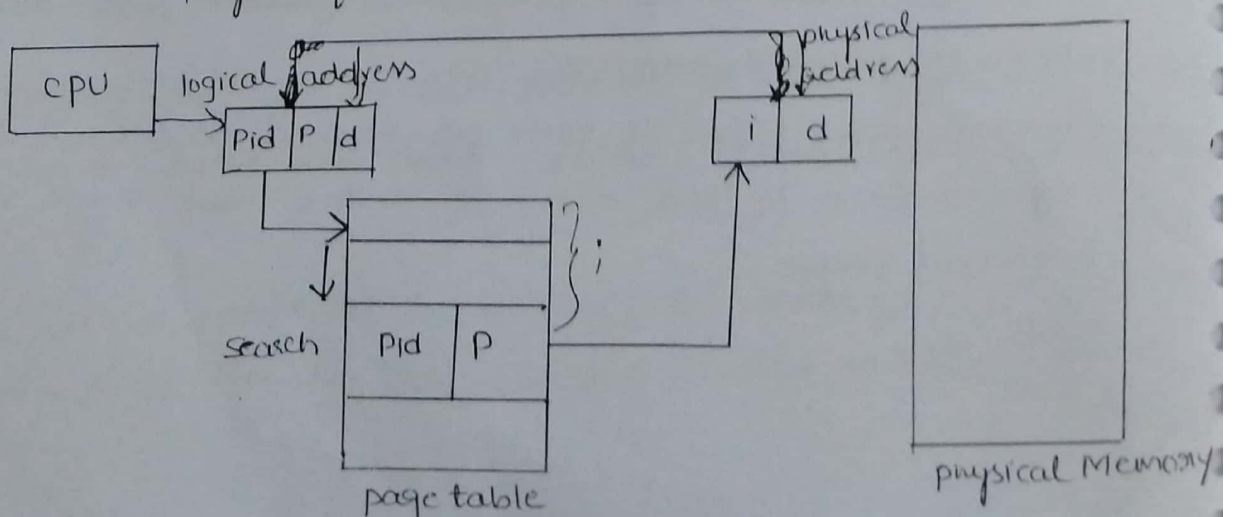 CPU
logical address
physical address
Pid P d
i d
i
search
Pid P
page table
physical Memory